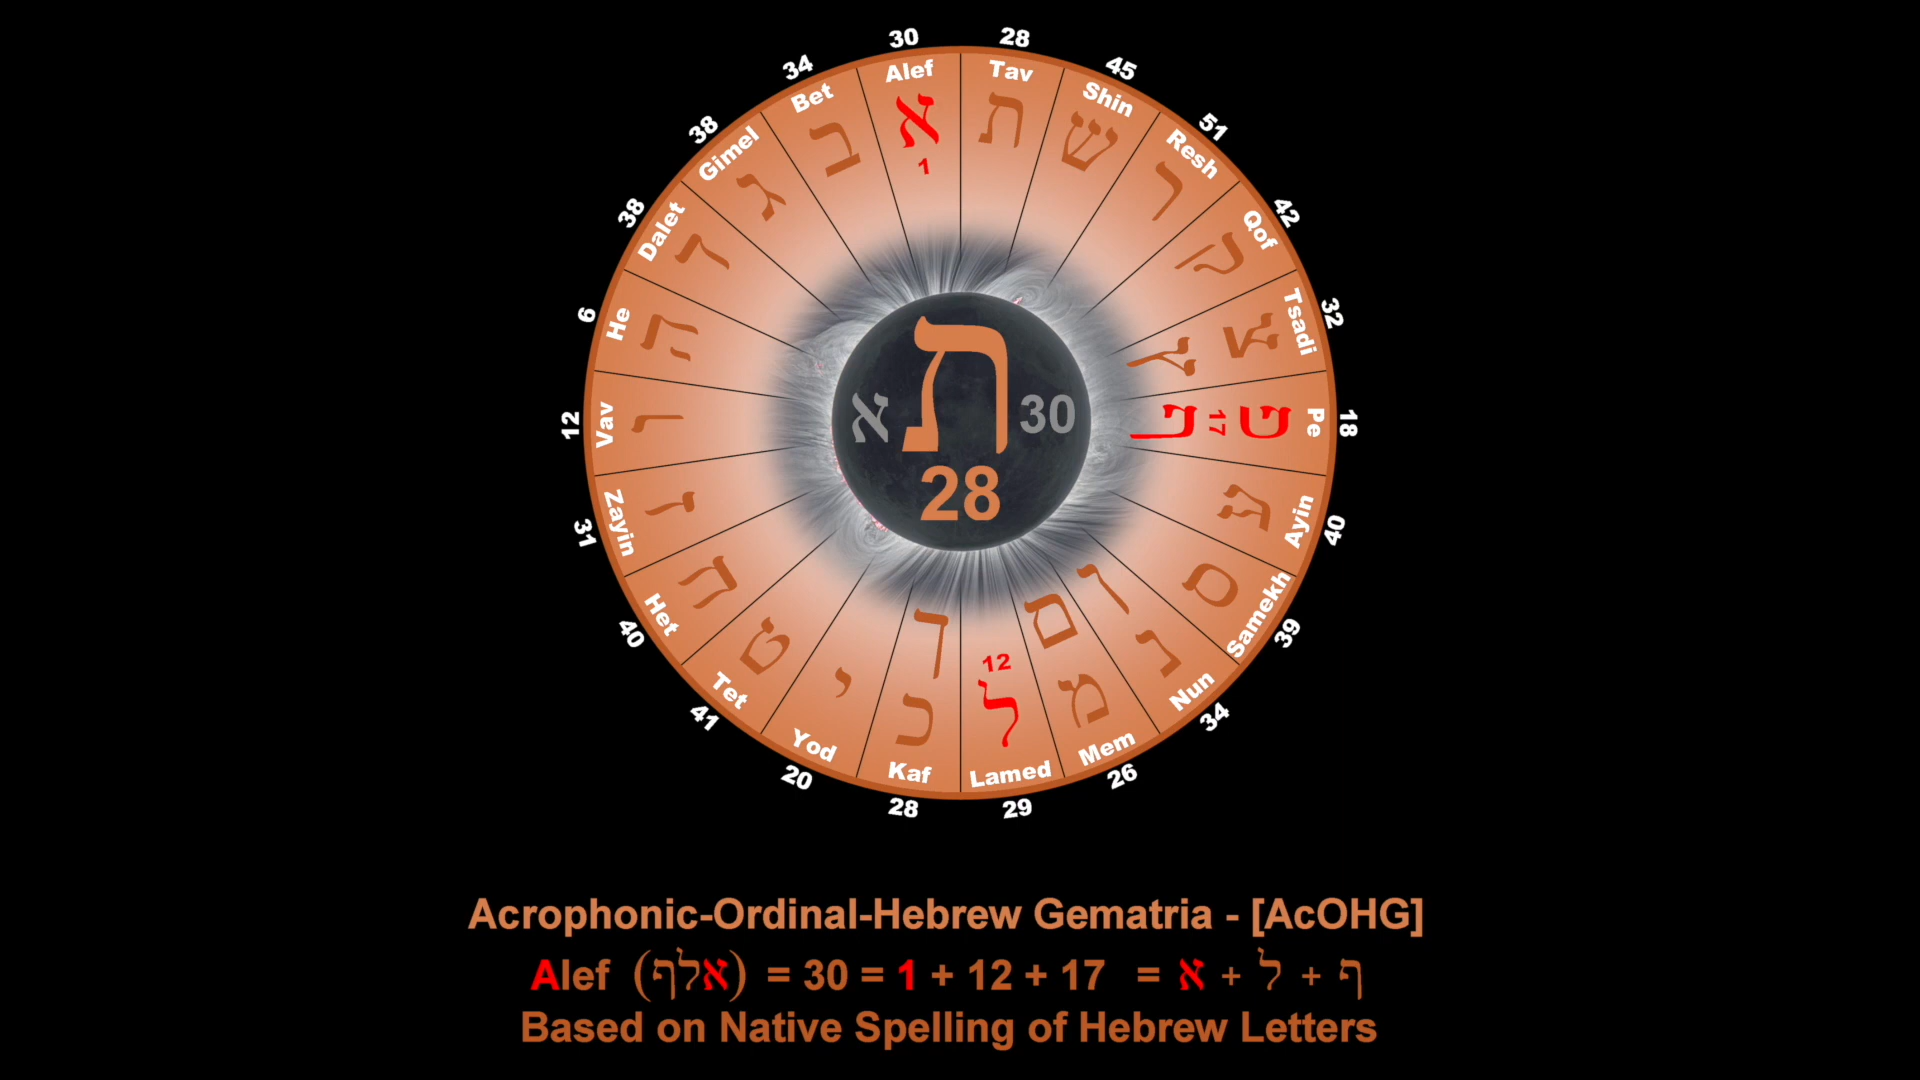 30
Alef
א
1
28
Tav
ת
45
Shin
ש
51
Resh
ר
42
Qof
ק
32
Tsadi
צ
ץ
18
Pe
פ
17
ף
40
Ayin
ע
39
Samekh
ס
34
Nun
נ
ן
26
Mem
מ
ם
29
Lamed
ל
12
28
Kaf
כ
ך
20
Yod
י
41
Tet
ט
40
Het
ח
31
Zayin
ז
12
Vav
ו
6
He
ה
38
Dalet
ד
38
Gimel
ג
34
Bet
ב
א ת 30
28
Acrophonic-Ordinal-Hebrew Gematria - [AcOHG]
Alef (אלף) = 30 = 1 + 12 + 17 = א + ל + ף
Based on Native Spelling of Hebrew Letters